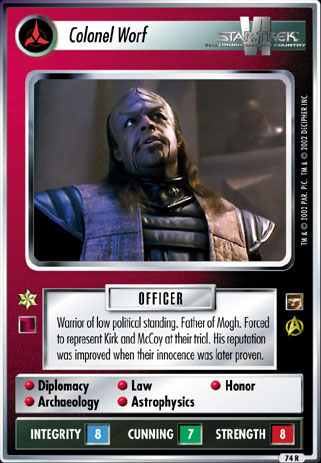 Colonel Worf
STAR TREK
VI
THE UNDISCOVERED COUNTRY
TM & © 2002 PAR. P.C. TM & © 2002 DECIPHER INC.
OFFICER
Warrior of low political standing. Father of Mogh. Forced
to represent Kirk and McCoy at their trial. His reputation
was improved when their innocence was later proven.
Diplomacy Law Honor
Archaeology Astrophysics
INTEGRITY 8 CUNNING 7 STRENGTH 8
74 R